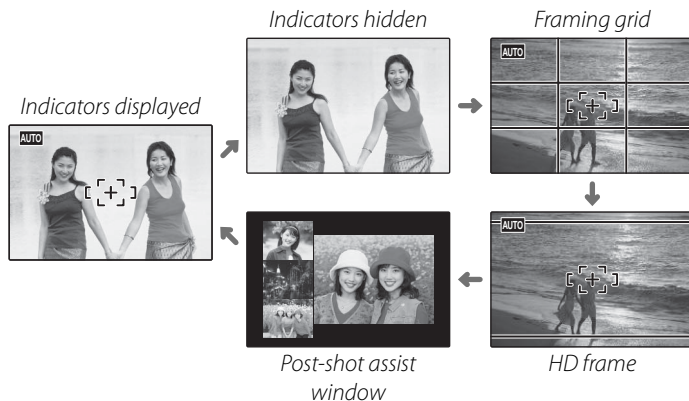 Indicators hidden
Framing grid
AUTO
Indicators displayed
AUTO
AUTO
Post-shot assist
window
HD frame